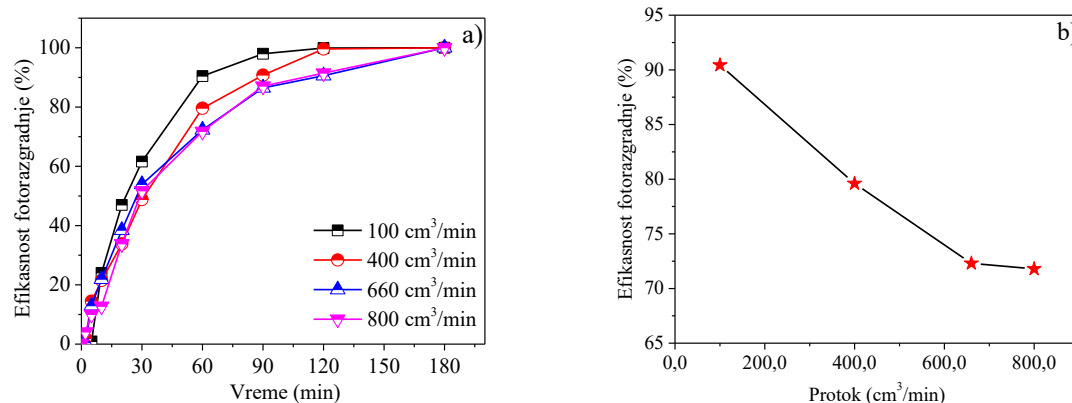 a)
Efikasnost fotorazgradnje (%)
100
80
60
40
20
0
100 cm³/min
400 cm³/min
660 cm³/min
800 cm³/min
0 30 60 90 120 150 180
Vreme (min)
b)
Efikasnost fotorazgradnje (%)
95
90
85
80
75
70
65
0,0 200,0 400,0 600,0 800,0
Protok (cm³/min)